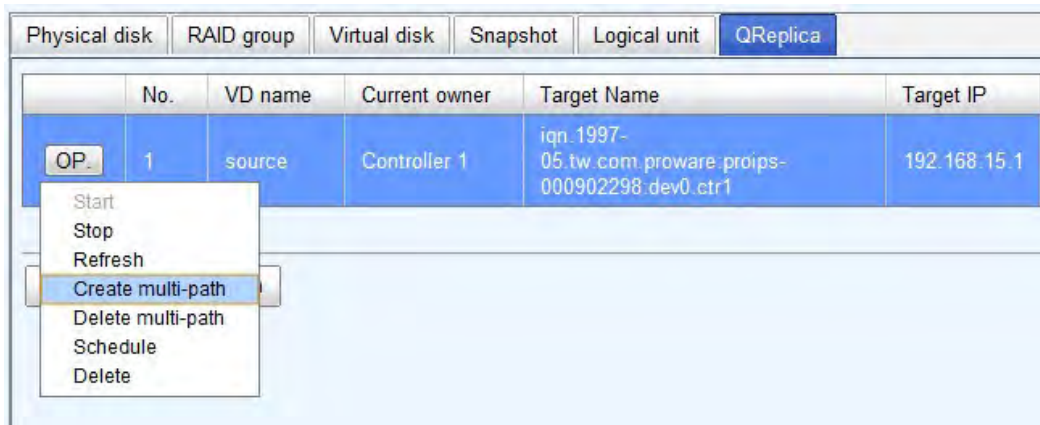 Physical disk RAID group Virtual disk Snapshot Logical unit QReplica
No. VD name Current owner Target Name Target IP
OP. 1 source Controller 1 iqn.1997-
05.tw.com.proware.proips-
000902298.dev0.ctr1 192.168.15.1
Start
Stop
Refresh
Create multi-path
Delete multi-path
Schedule
Delete